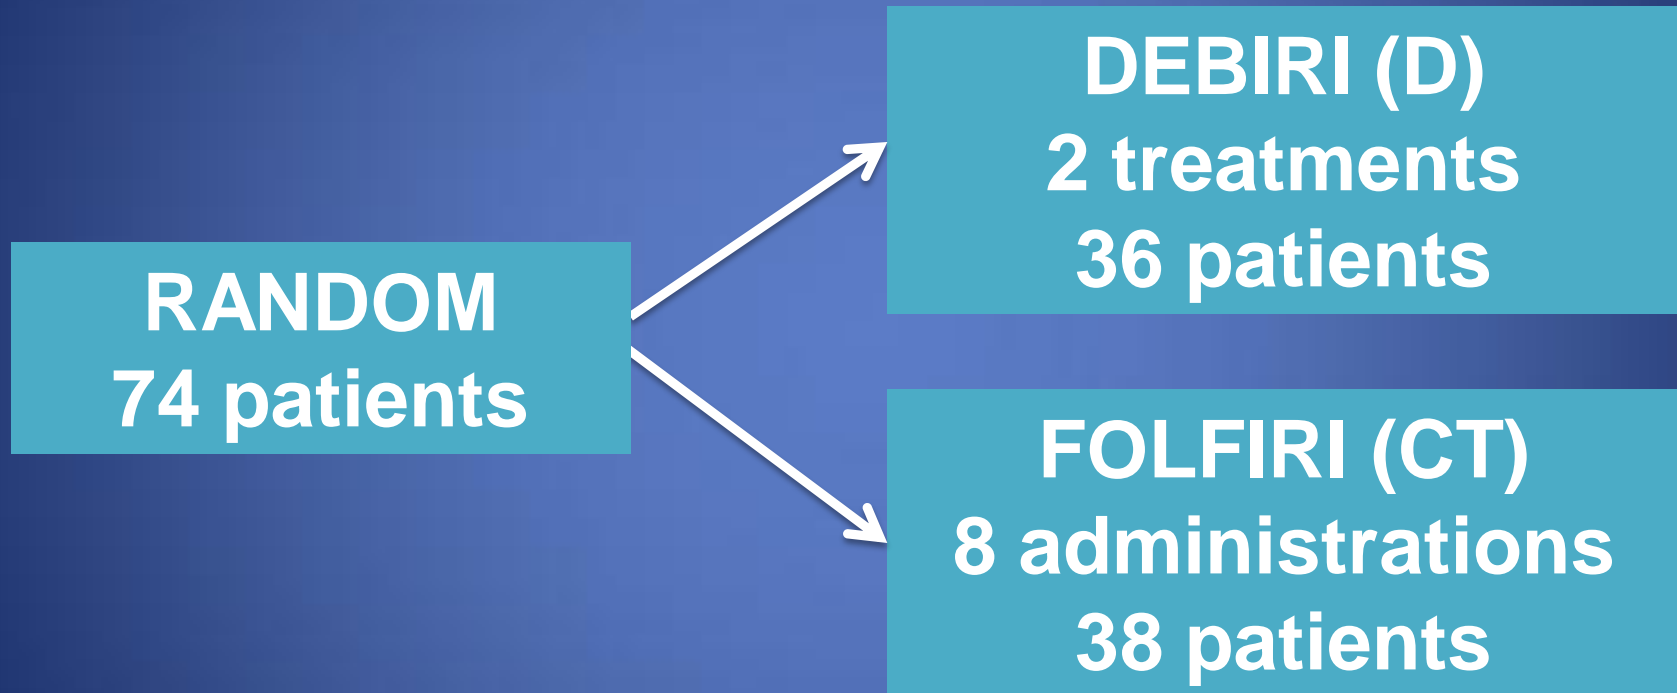 RANDOM
74 patients
DEBIRI (D)
2 treatments
36 patients
FOLFIRI (CT)
8 administrations
38 patients